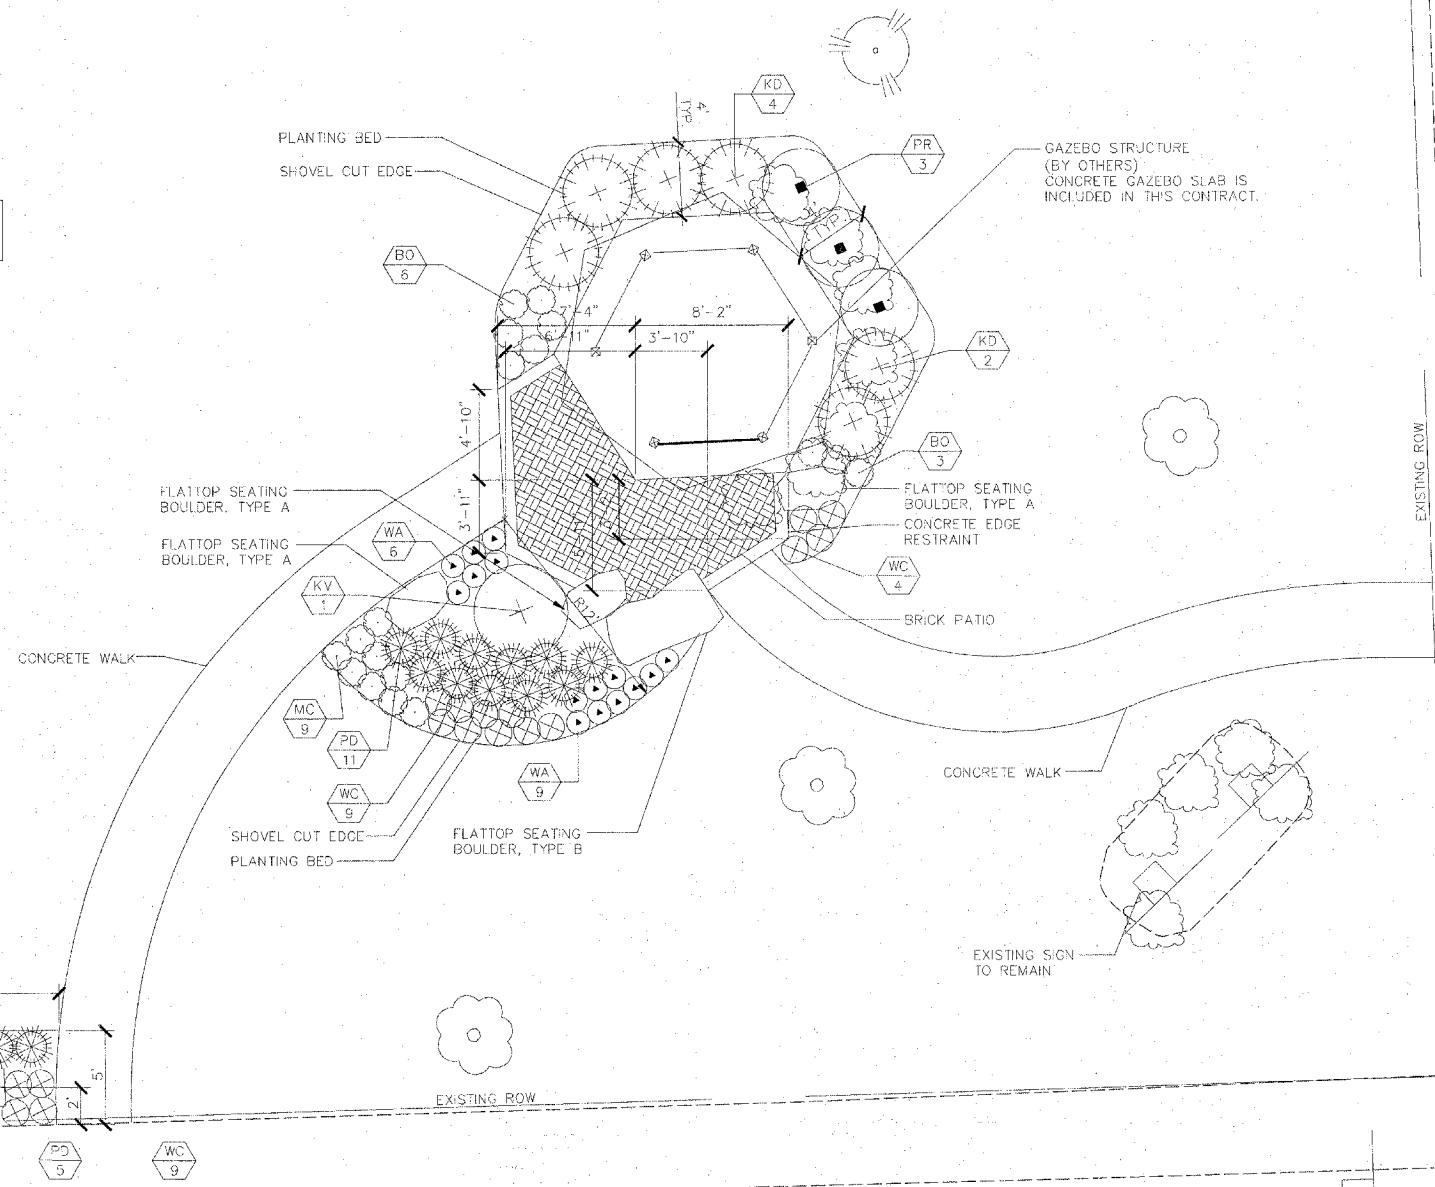 KD
4
4'
TYP.
PLANTING BED
SHOVEL CUT EDGE
PR
3
GAZEBO STRUCTURE
(BY OTHERS)
CONCRETE GAZEBO SLAB IS
INCLUDED IN THIS CONTRACT.
TYP.
BO
6
7'-4"
8'-2"
6'-11"
3'-10"
KD
2
4'-10"
3'-11"
BO
3
EXISTING ROW
FLATTOP SEATING
BOULDER, TYPE A
FLATTOP SEATING
BOULDER, TYPE A
CONCRETE EDGE
RESTRAINT
WA
6
FLATTOP SEATING
BOULDER, TYPE A
5'-11"
WC
4
KV
1
R12'
BRICK PATIO
CONCRETE WALK
MC
9
PD
11
WC
9
WA
9
CONCRETE WALK
SHOVEL CUT EDGE
PLANTING BED
FLATTOP SEATING
BOULDER, TYPE B
EXISTING SIGN
TO REMAIN
5'
2'
EXISTING ROW
PD
5
WC
9